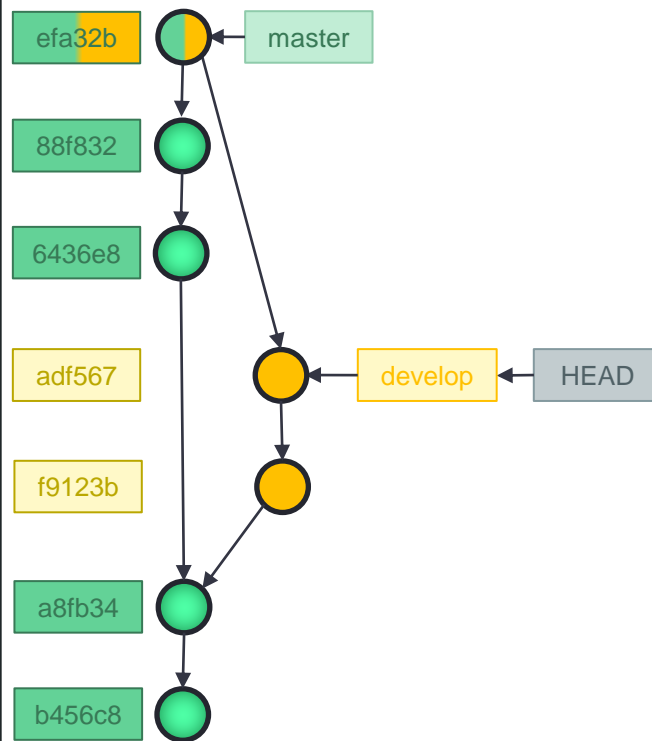 efa32b
master
88f832
6436e8
adf567
develop
HEAD
f9123b
a8fb34
b456c8